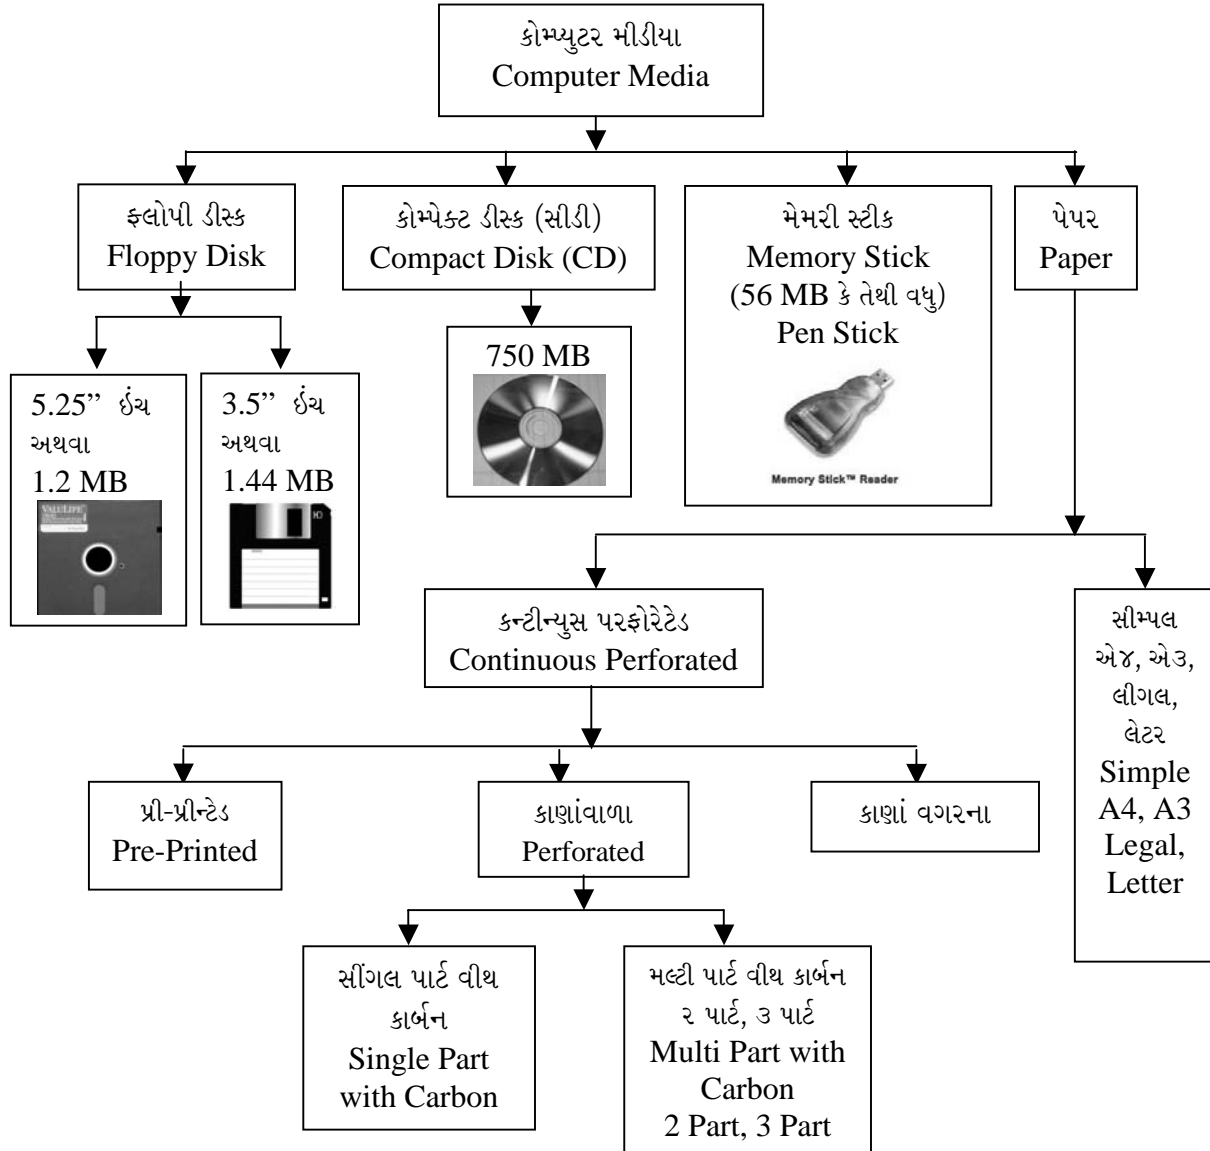 કોમ્પ્યુટર મીડીયા
Computer Media
ફ્લોપી ડીસ્ક
Floppy Disk
કોમ્પેક્ટ ડીસ્ક (સીડી)
Compact Disk (CD)
મેમરી સ્ટીક
Memory Stick
(56 MB કે તેથી વધુ)
Pen Stick
Memory Stick™ Reader
પેપર
Paper
5.25” ઇંચ
અથવા
1.2 MB
VALULIFE
3.5” ઇંચ
અથવા
1.44 MB
750 MB
કન્ટીન્યુસ પરફોરેટેડ
Continuous Perforated
સીમ્પલ
એ૪, એ૩,
લીગલ,
લેટર
Simple
A4, A3
Legal,
Letter
પ્રી-પ્રીન્ટેડ
Pre-Printed
કાણાંવાળા
Perforated
કાણાં વગરના
સીંગલ પાર્ટ વીથ
કાર્બન
Single Part
with Carbon
મલ્ટી પાર્ટ વીથ કાર્બન
૨ પાર્ટ, ૩ પાર્ટ
Multi Part with
Carbon
2 Part, 3 Part